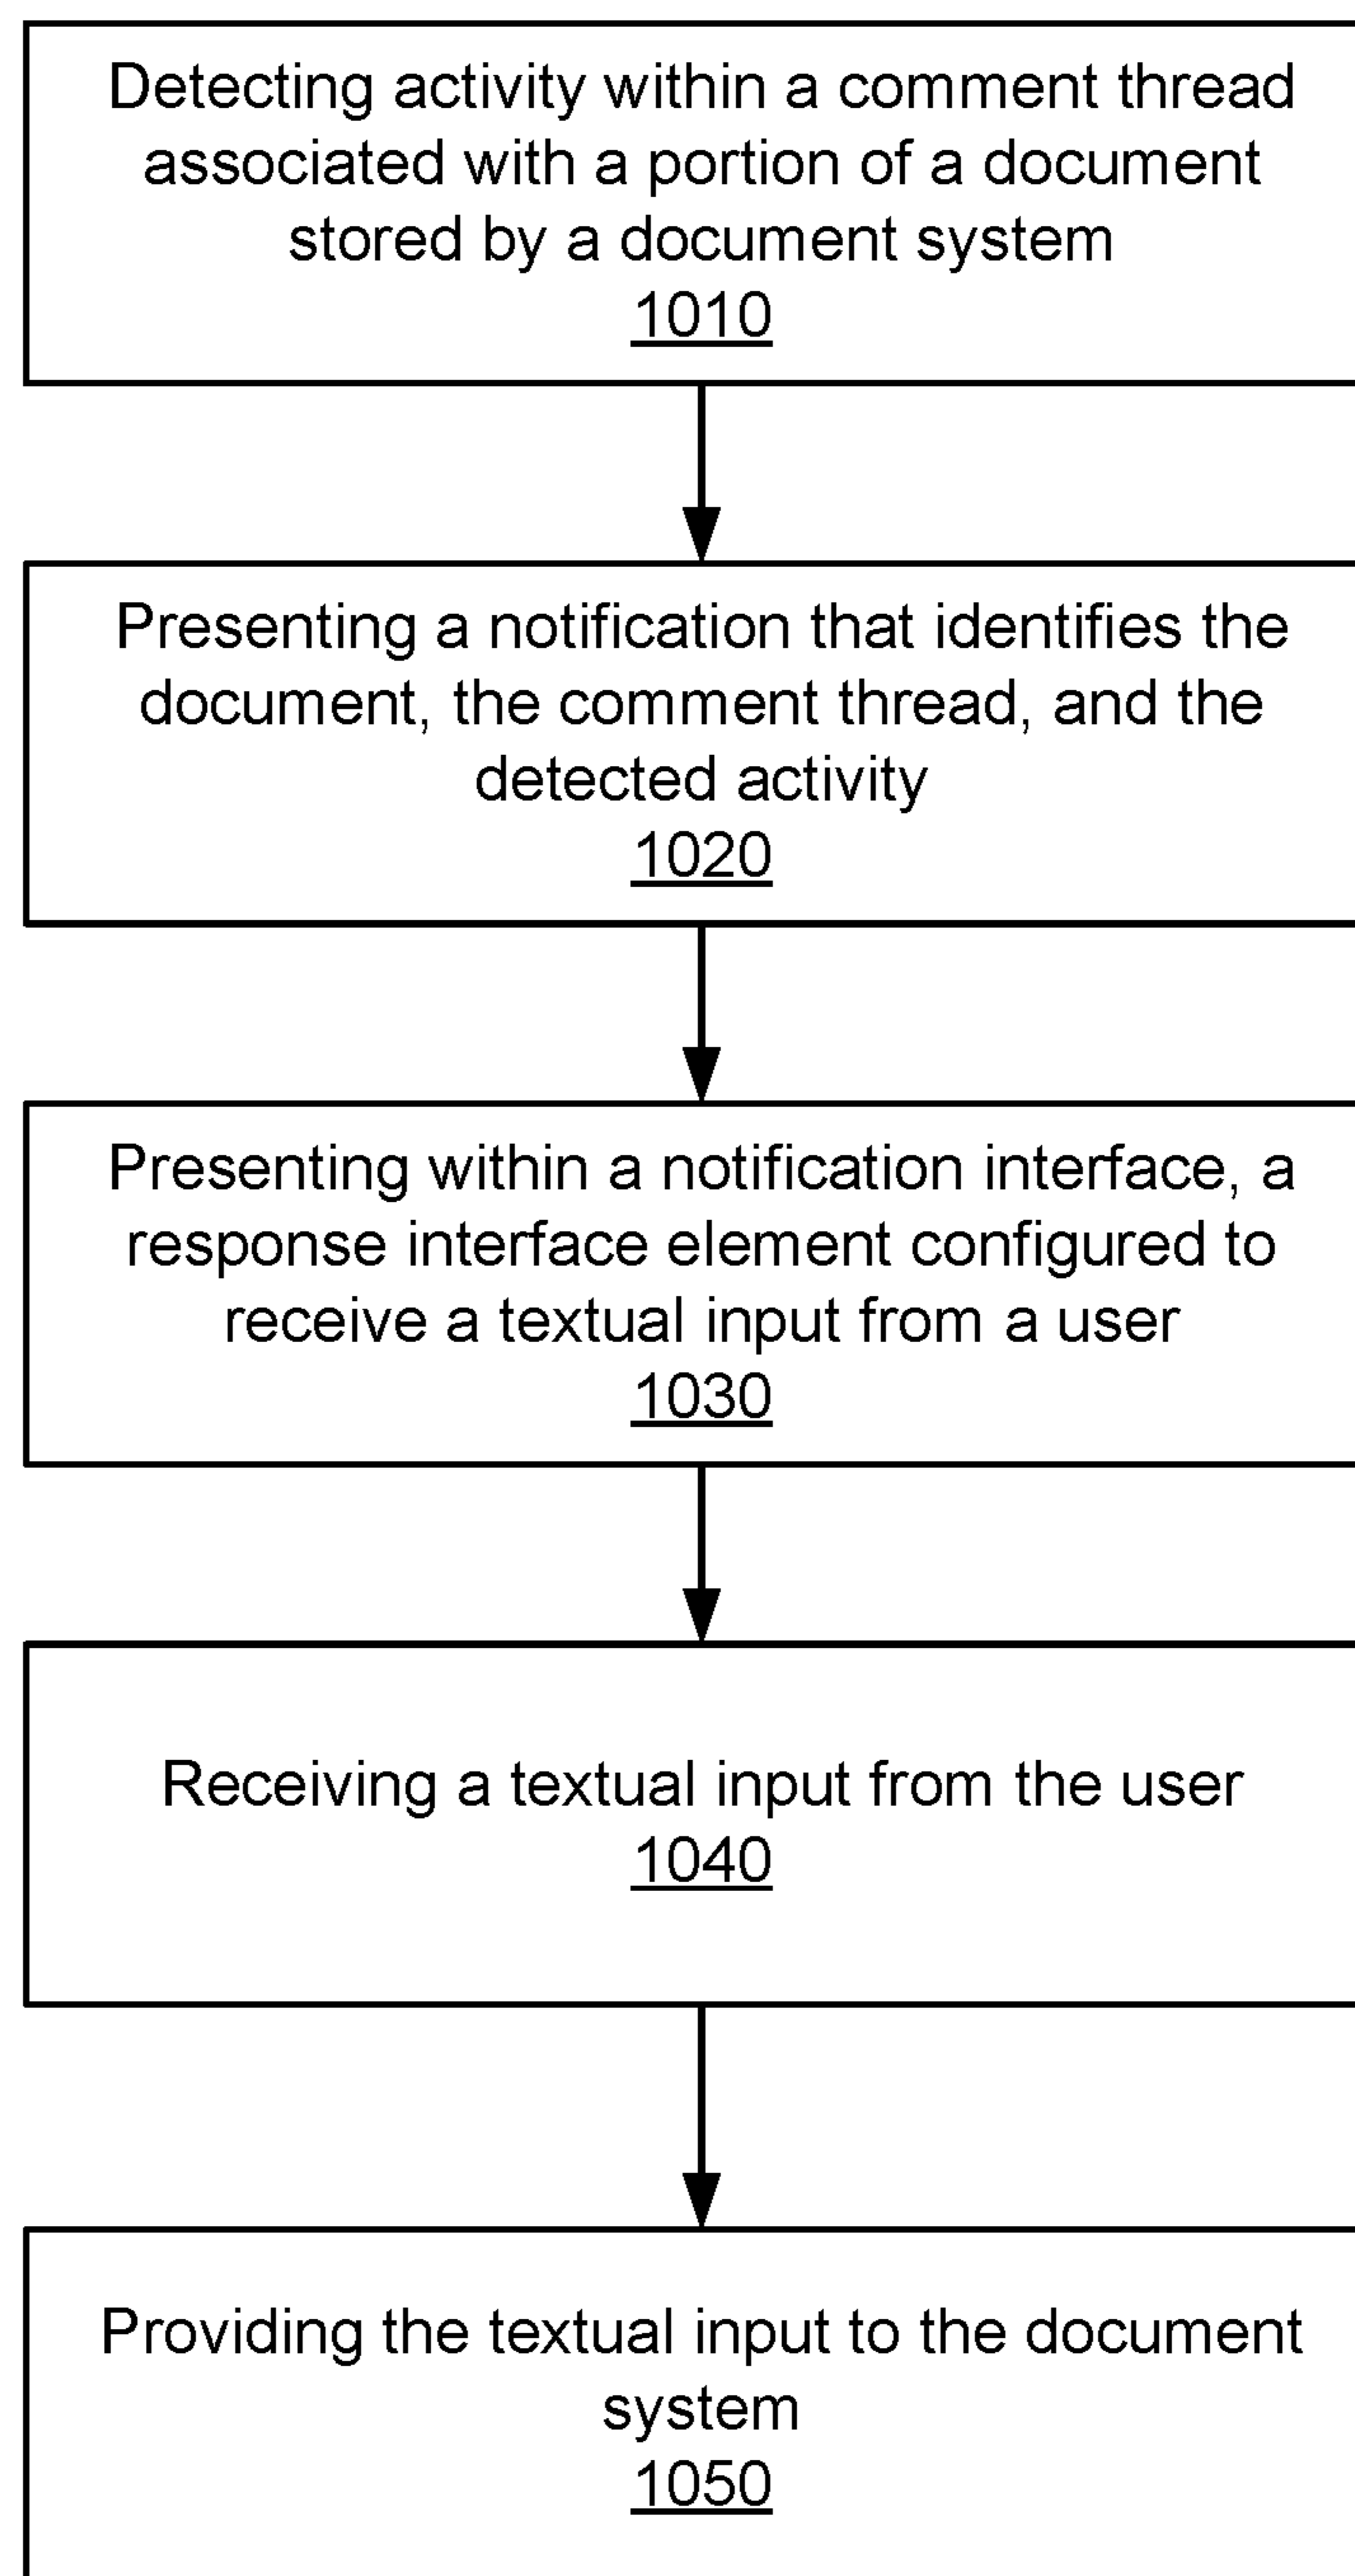 Detecting activity within a comment thread
associated with a portion of a document
stored by a document system
1010
Presenting a notification that identifies the
document, the comment thread, and the
detected activity
1020
Presenting within a notification interface, a
response interface element configured to
receive a textual input from a user
1030
Receiving a textual input from the user
1040
Providing the textual input to the document
system
1050